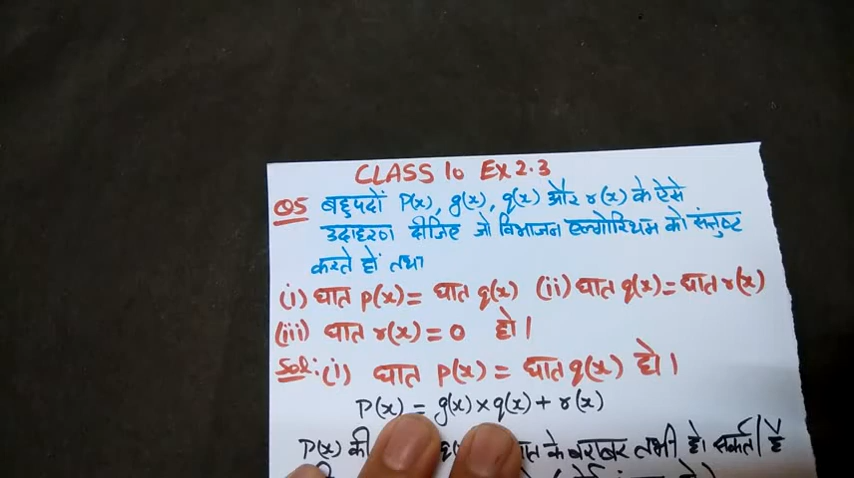 CLASS 10 EX 2.3
Q5 बहुपदों P(x), g(x), q(x) और r(x) के ऐसे
उदाहरण दीजिए जो विभाजन एल्गोरिथम को संतुष्ट
करते हों तथा
(i) घात p(x) = घात q(x) (ii) घात q(x) = घात r(x)
(iii) घात r(x) = 0 हो।
Sol: (i) घात p(x) = घात q(x) हो।
P(x) = g(x) × q(x) + r(x)
P(x) की के बराबर तभी हो सकती है